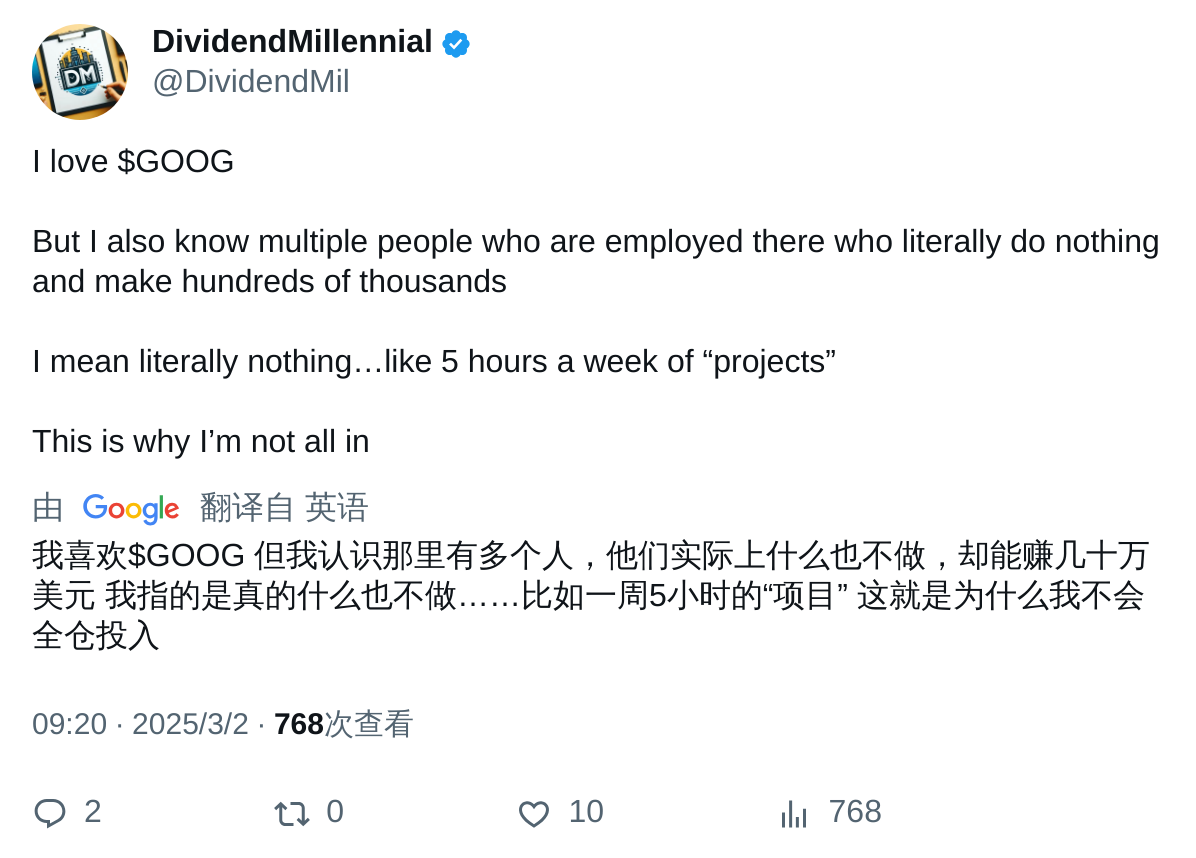 DividendMillennial
@DividendMil
DM
I love $GOOG
But I also know multiple people who are employed there who literally do nothing
and make hundreds of thousands
I mean literally nothing…like 5 hours a week of “projects”
This is why I’m not all in
由 Google 翻译自 英语
我喜欢$GOOG 但我认识那里有多个人，他们实际上什么也不做，却能赚几十万
美元 我指的是真的什么也不做……比如一周5小时的“项目” 这就是为什么我不会
全仓投入
09:20 · 2025/3/2 · 768次查看
2 0 10 768